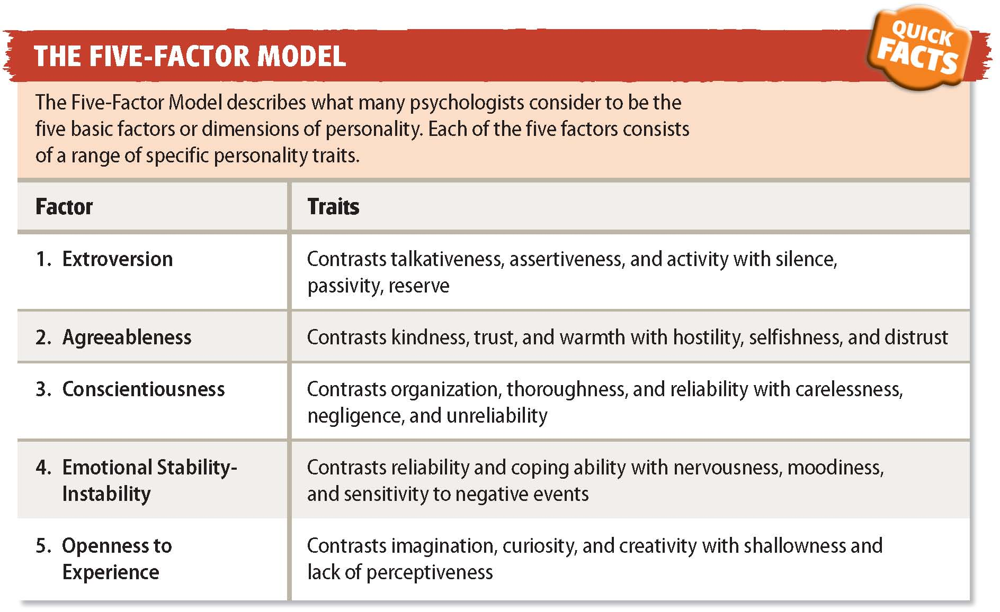 QUICK
FACTS
THE FIVE-FACTOR MODEL
The Five-Factor Model describes what many psychologists consider to be the
five basic factors or dimensions of personality. Each of the five factors consists
of a range of specific personality traits.
Factor
Traits
1. Extroversion
Contrasts talkativeness, assertiveness, and activity with silence,
passivity, reserve
2. Agreeableness
Contrasts kindness, trust, and warmth with hostility, selfishness, and distrust
3. Conscientiousness
Contrasts organization, thoroughness, and reliability with carelessness,
negligence, and unreliability
4. Emotional Stability-
Instability
Contrasts reliability and coping ability with nervousness, moodiness,
and sensitivity to negative events
5. Openness to
Experience
Contrasts imagination, curiosity, and creativity with shallowness and
lack of perceptiveness